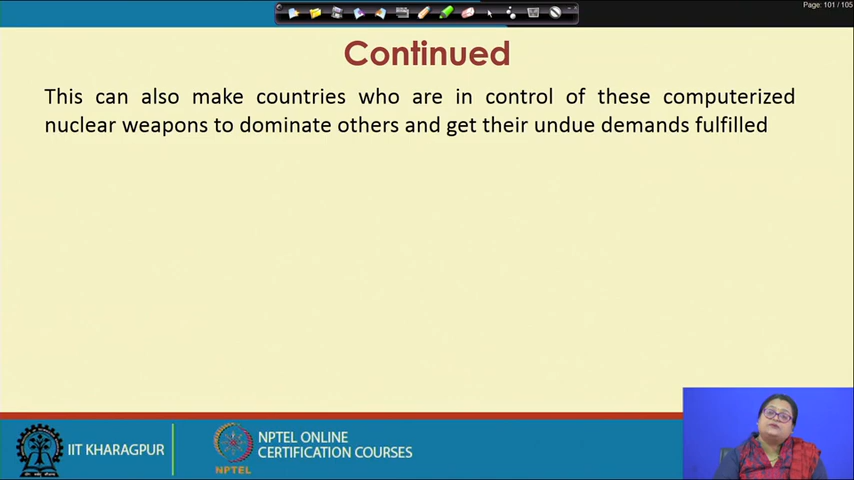 Page: 101 / 105
Continued
This can also make countries who are in control of these computerized
nuclear weapons to dominate others and get their undue demands fulfilled
IIT KHARAGPUR
NPTEL
NPTEL ONLINE
CERTIFICATION COURSES